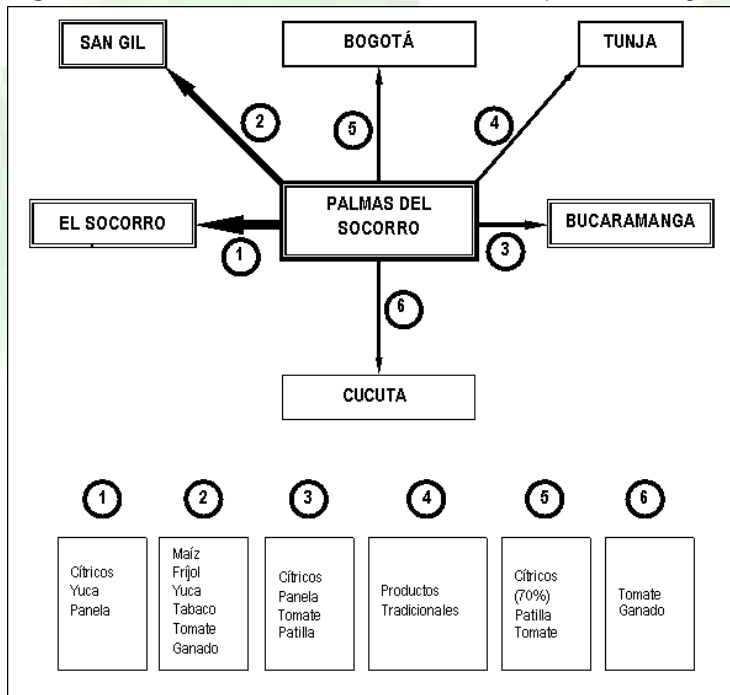 SAN GIL
BOGOTÁ
TUNJA
2
5
4
EL SOCORRO
PALMAS DEL
SOCORRO
BUCARAMANGA
1
3
6
CUCUTA
1
2
3
4
5
6
Cítricos
Yuca
Panela
Maíz
Fríjol
Yuca
Tabaco
Tomate
Ganado
Cítricos
Panela
Tomate
Patilla
Productos
Tradicionales
Cítricos
(70%)
Patilla
Tomate
Tomate
Ganado